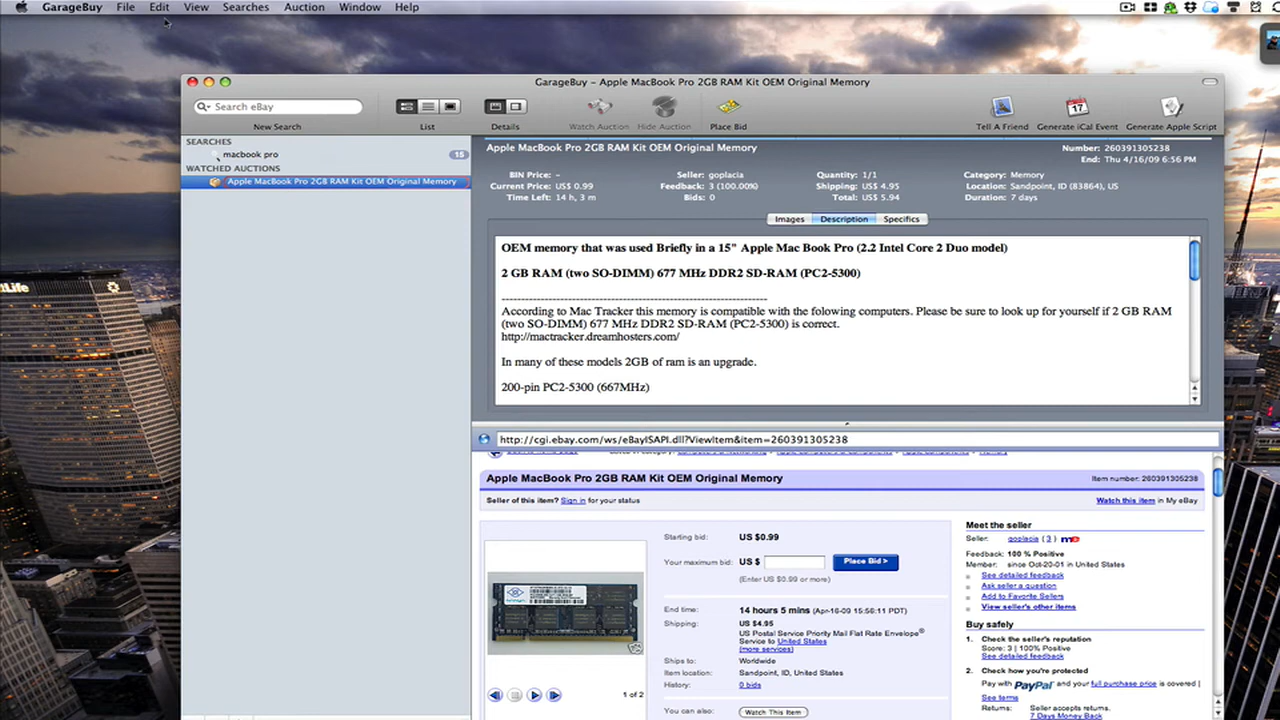 GarageBuy File Edit View Searches Auction Window Help
GarageBuy – Apple MacBook Pro 2GB RAM Kit OEM Original Memory
Search eBay
New Search List Details Watch Auction Hide Auction Place Bid Tell A Friend Generate iCal Event Generate Apple Script
17
SEARCHES
macbook pro 15
WATCHED AUCTIONS
Apple MacBook Pro 2GB RAM Kit OEM Original Memory
Apple MacBook Pro 2GB RAM Kit OEM Original Memory Number: 260391305238
End: Thu 4/16/09 6:56 PM
BIN Price: – Seller: goplacia Quantity: 1/1 Category: Memory
Current Price: US$ 0.99 Feedback: 3 (100.00%) Shipping: US$ 4.95 Location: Sandpoint, ID (83864), US
Time Left: 14 h, 3 m Bids: 0 Total: US$ 5.94 Duration: 7 days
Images Description Specifics
OEM memory that was used Briefly in a 15" Apple Mac Book Pro (2.2 Intel Core 2 Duo model)
2 GB RAM (two SO-DIMM) 677 MHz DDR2 SD-RAM (PC2-5300)
------------------------------------------------------------------
According to Mac Tracker this memory is compatible with the folowing computers. Please be sure to look up for yourself if 2 GB RAM
(two SO-DIMM) 677 MHz DDR2 SD-RAM (PC2-5300) is correct.
http://mactracker.dreamhosters.com/
In many of these models 2GB of ram is an upgrade.
200-pin PC2-5300 (667MHz)
http://cgi.ebay.com/ws/eBayISAPI.dll?ViewItem&item=260391305238
Apple MacBook Pro 2GB RAM Kit OEM Original Memory Item number: 260391305238
Seller of this item? Sign in for your status Watch this item in My eBay
Starting bid: US $0.99
Your maximum bid: US $ Place Bid >
(Enter US $0.99 or more)
End time: 14 hours 5 mins (Apr-16-09 15:56:11 PDT)
Shipping: US $4.95
US Postal Service Priority Mail Flat Rate Envelope®
Service to United States
(more services)
Ships to: Worldwide
Item location: Sandpoint, ID, United States
History: 0 bids
You can also: Watch This Item
1 of 2
Meet the seller
Seller: goplacia ( 3 ) me
Feedback: 100 % Positive
Member: since Oct-20-01 in United States
See detailed feedback
Ask seller a question
Add to Favorite Sellers
View seller's other items
Buy safely
1. Check the seller's reputation
Score: 3 | 100% Positive
See detailed feedback
2. Check how you're protected
Pay with PayPal and your full purchase price is covered |
See terms
Returns: Seller accepts returns.
7 Days Money Back